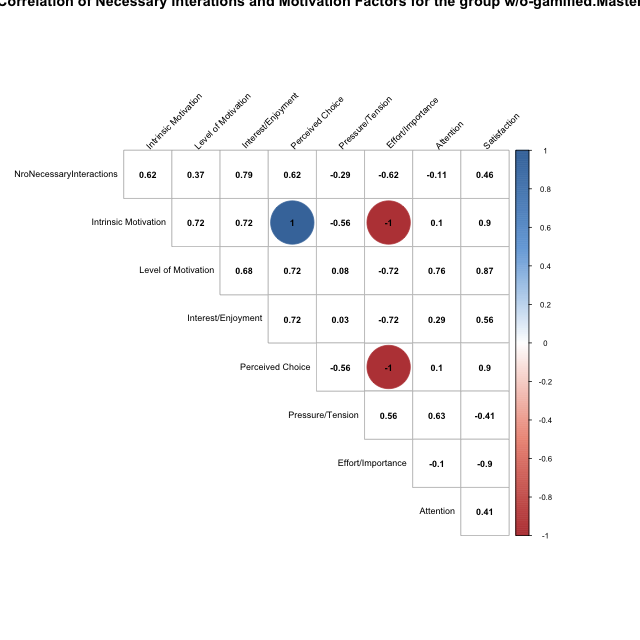 Correlation of Necessary Interations and Motivation Factors for the group w/o-gamified.Master
Intrinsic Motivation
Level of Motivation
Interest/Enjoyment
Perceived Choice
Pressure/Tension
Effort/Importance
Attention
Satisfaction
NroNecessaryInteractions 0.62 0.37 0.79 0.62 -0.29 -0.62 -0.11 0.46
Intrinsic Motivation 0.72 0.72 1 -0.56 -1 0.1 0.9
Level of Motivation 0.68 0.72 0.08 -0.72 0.76 0.87
Interest/Enjoyment 0.72 0.03 -0.72 0.29 0.56
Perceived Choice -0.56 -1 0.1 0.9
Pressure/Tension 0.56 0.63 -0.41
Effort/Importance -0.1 -0.9
Attention 0.41
1
0.8
0.6
0.4
0.2
0
-0.2
-0.4
-0.6
-0.8
-1